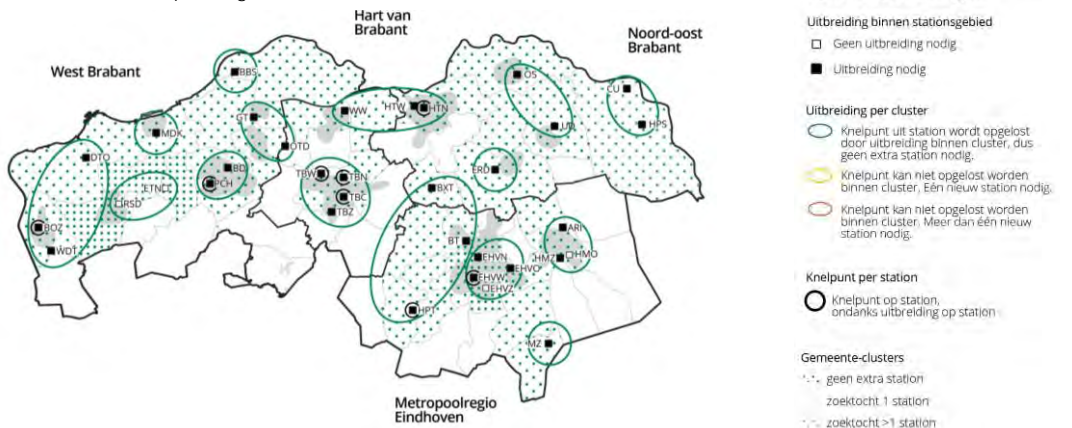 Hart van
Brabant
Noord-oost
Brabant
West Brabant
BBS
OS
CU
WW
HTW
HTN
GT
MDK
UD
HPS
OTD
DTO
BD
TBW
TBN
ERD
ETNCL
PCH
BXT
TBC
CIRSD
TBZ
BOZ
BT
ARI
WDT
EHVN
HMZ
HMO
EHVO
EHVW
EHVZ
HPT
MZ
Metropoolregio
Eindhoven
Uitbreiding binnen stationsgebied
Geen uitbreiding nodig
Uitbreiding nodig
Uitbreiding per cluster
Knelpunt uit station wordt opgelost
door uitbreiding binnen cluster, dus
geen extra station nodig.
Knelpunt kan niet opgelost worden
binnen cluster. Eén nieuw station nodig.
Knelpunt kan niet opgelost worden
binnen cluster. Meer dan één nieuw
station nodig.
Knelpunt per station
Knelpunt op station,
ondanks uitbreiding op station
Gemeente-clusters
geen extra station
zoektocht 1 station
zoektocht >1 station